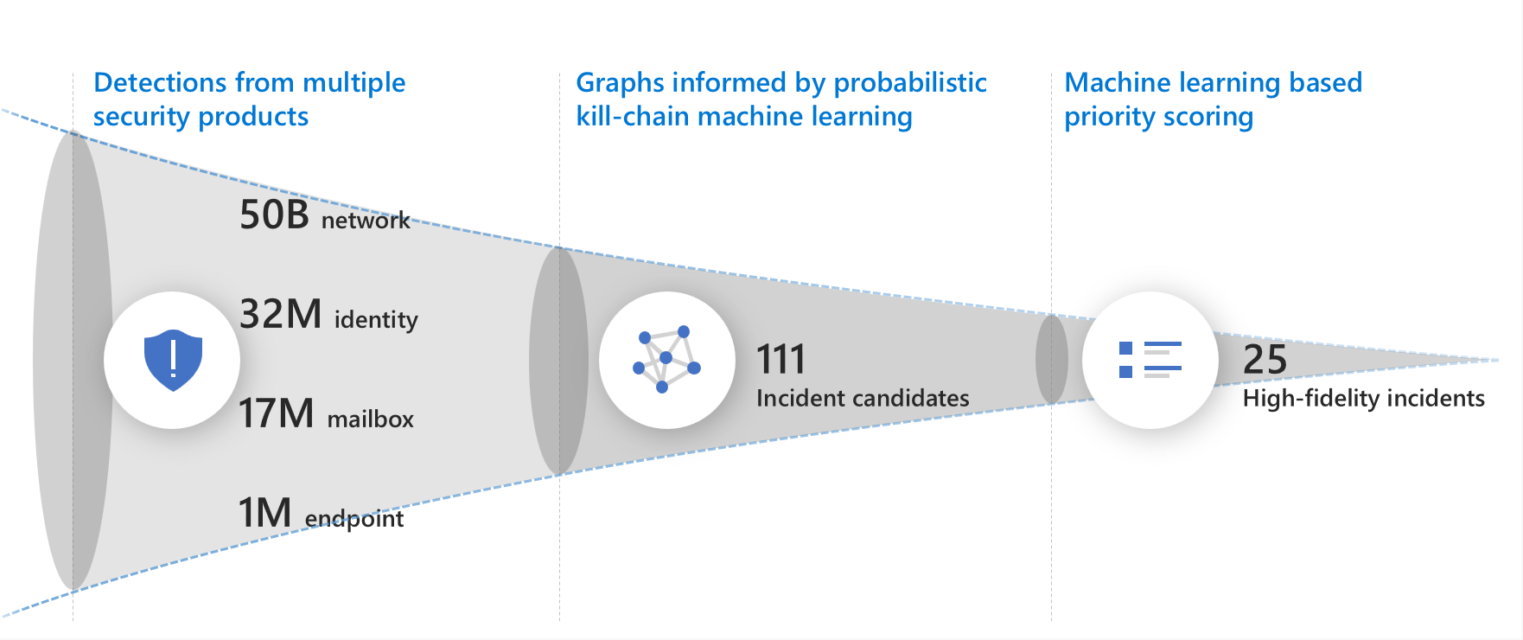 Detections from multiple
security products
Graphs informed by probabilistic
kill-chain machine learning
Machine learning based
priority scoring
50B network
32M identity
17M mailbox
1M endpoint
111
Incident candidates
25
High-fidelity incidents